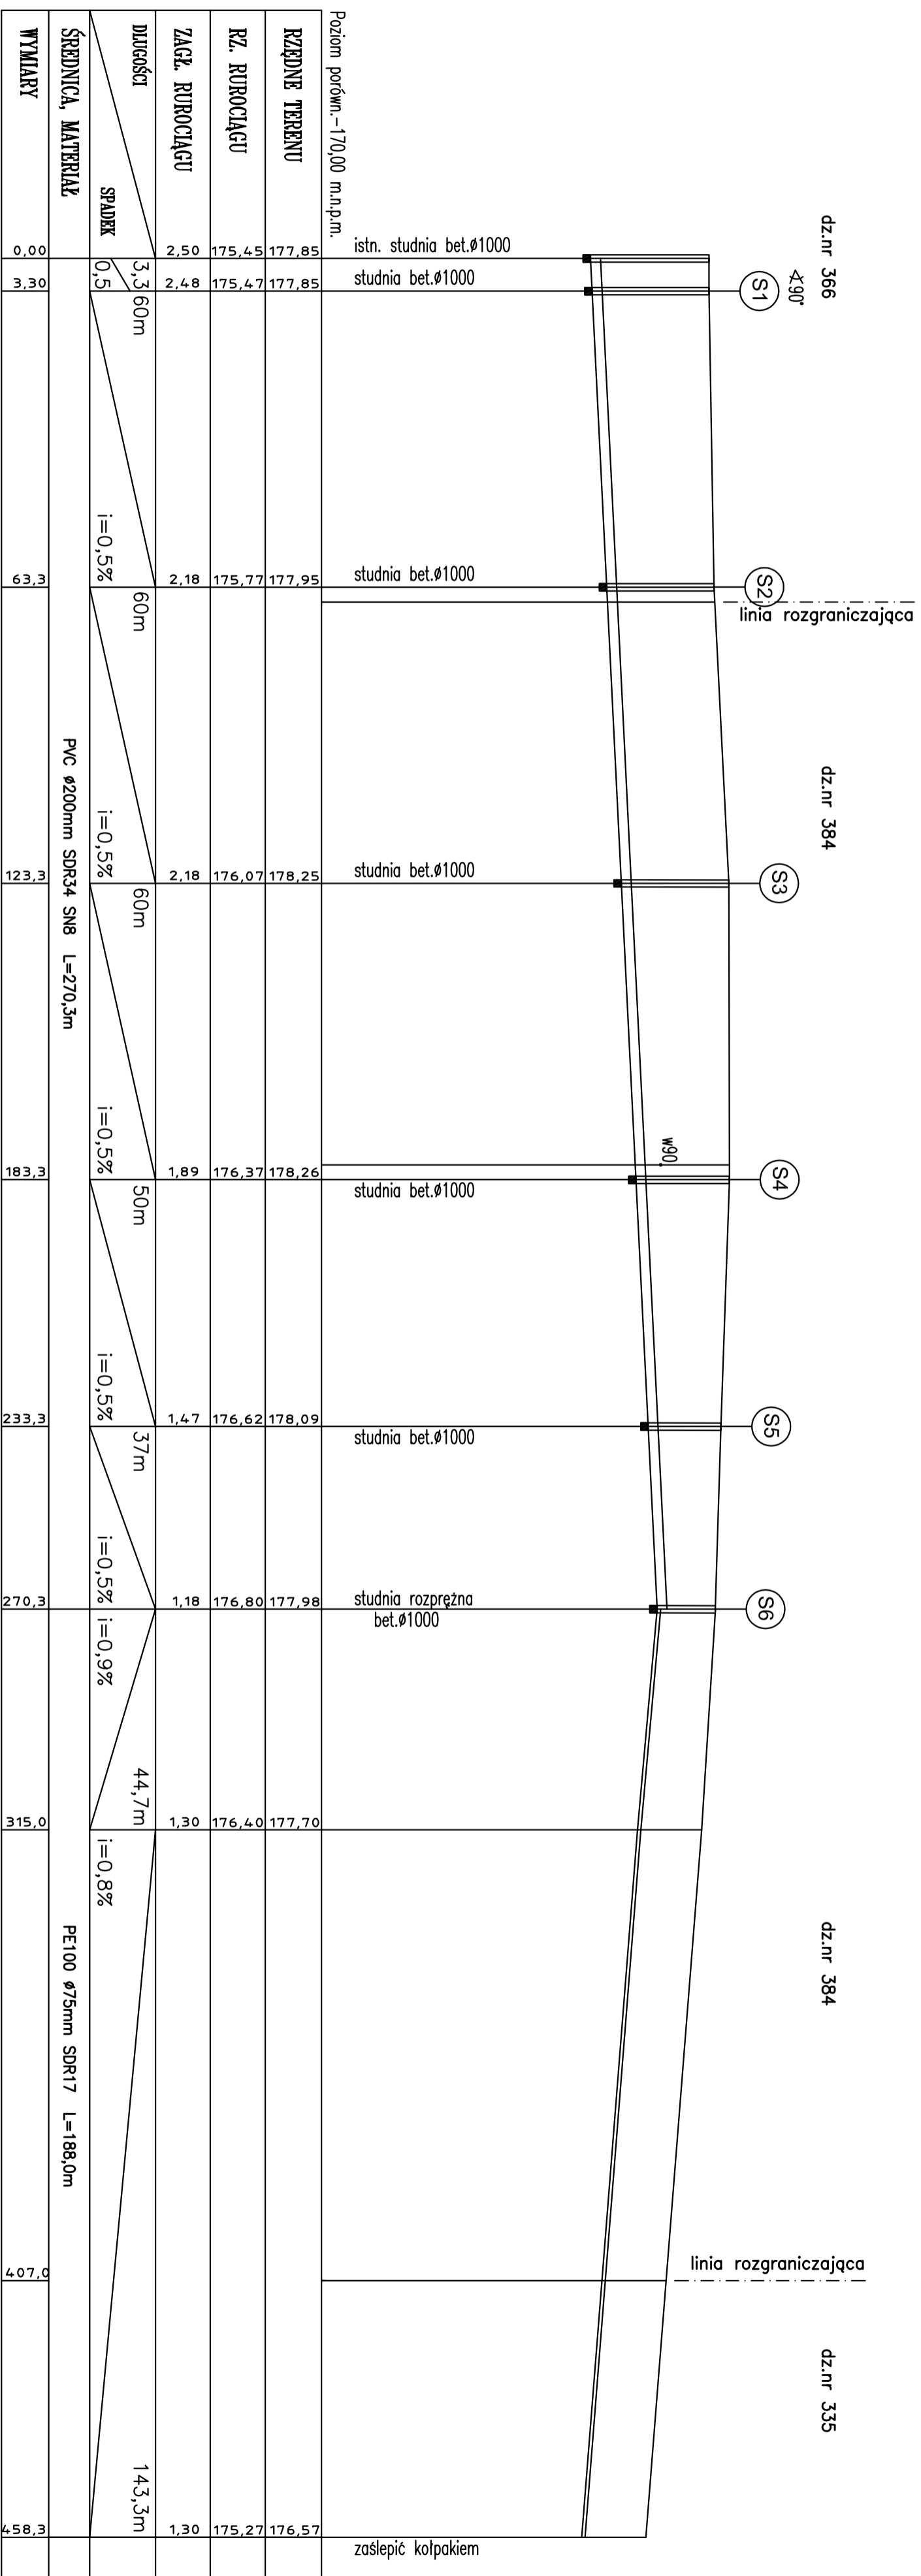 dz.nr 366
dz.nr 384
dz.nr 384
dz.nr 335
∢90°
S1
S2
S3
S4
S5
S6
linia rozgraniczająca
linia rozgraniczająca
w90.
istn. studnia bet.ø1000
studnia bet.ø1000
studnia bet.ø1000
studnia bet.ø1000
studnia bet.ø1000
studnia bet.ø1000
studnia rozprężna
bet.ø1000
zaślepić kołpakiem
Poziom porówn.-170,00 m.n.p.m.
RZĘDNE TERENU 177,85 177,85 177,95 178,25 178,26 178,09 177,98 177,70 176,57
RZ. RUROCIĄGU 175,45 175,47 175,77 176,07 176,37 176,62 176,80 176,40 175,27
ZAGŁ. RUROCIĄGU 2,50 2,48 2,18 2,18 1,89 1,47 1,18 1,30 1,30
DŁUGOŚCI 3,3 60m 60m 60m 50m 37m 44,7m 143,3m
SPADEK 0,5 i=0,5% i=0,5% i=0,5% i=0,5% i=0,5% i=0,9% i=0,8%
ŚREDNICA, MATERIAŁ PVC ø200mm SDR34 SN8 L=270,3m PE100 ø75mm SDR17 L=188,0m
WYMIARY 0,00 3,30 63,3 123,3 183,3 233,3 270,3 315,0 407,0 458,3